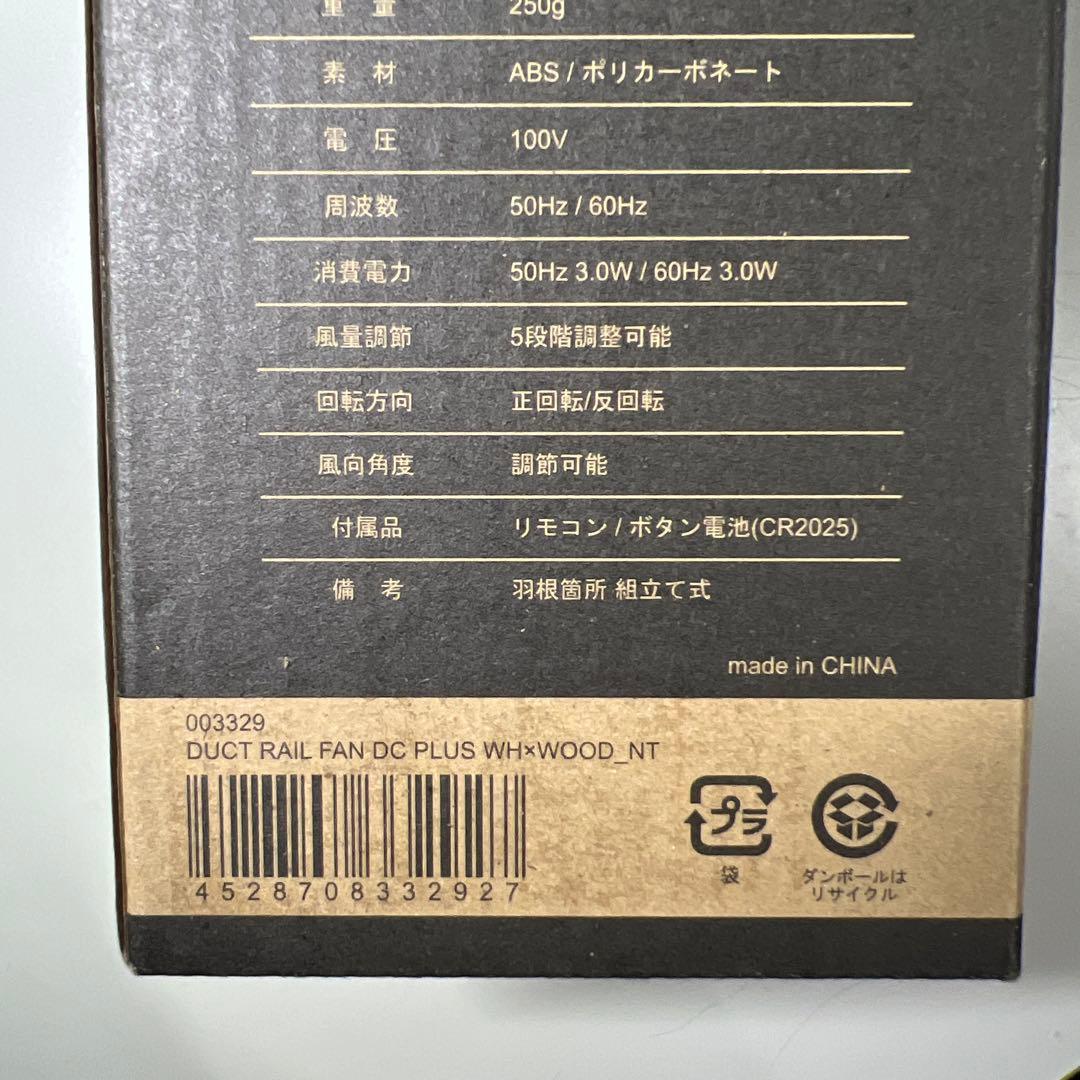 重量 250g
素材 ABS / ポリカーボネート
電圧 100V
周波数 50Hz / 60Hz
消費電力 50Hz 3.0W / 60Hz 3.0W
風量調節 5段階調整可能
回転方向 正回転/反回転
風向角度 調節可能
付属品 リモコン / ボタン電池(CR2025)
備考 羽根箇所 組立て式
made in CHINA
003329
DUCT RAIL FAN DC PLUS WH×WOOD_NT
4528708332927
プラ
袋
ダンボールは
リサイクル